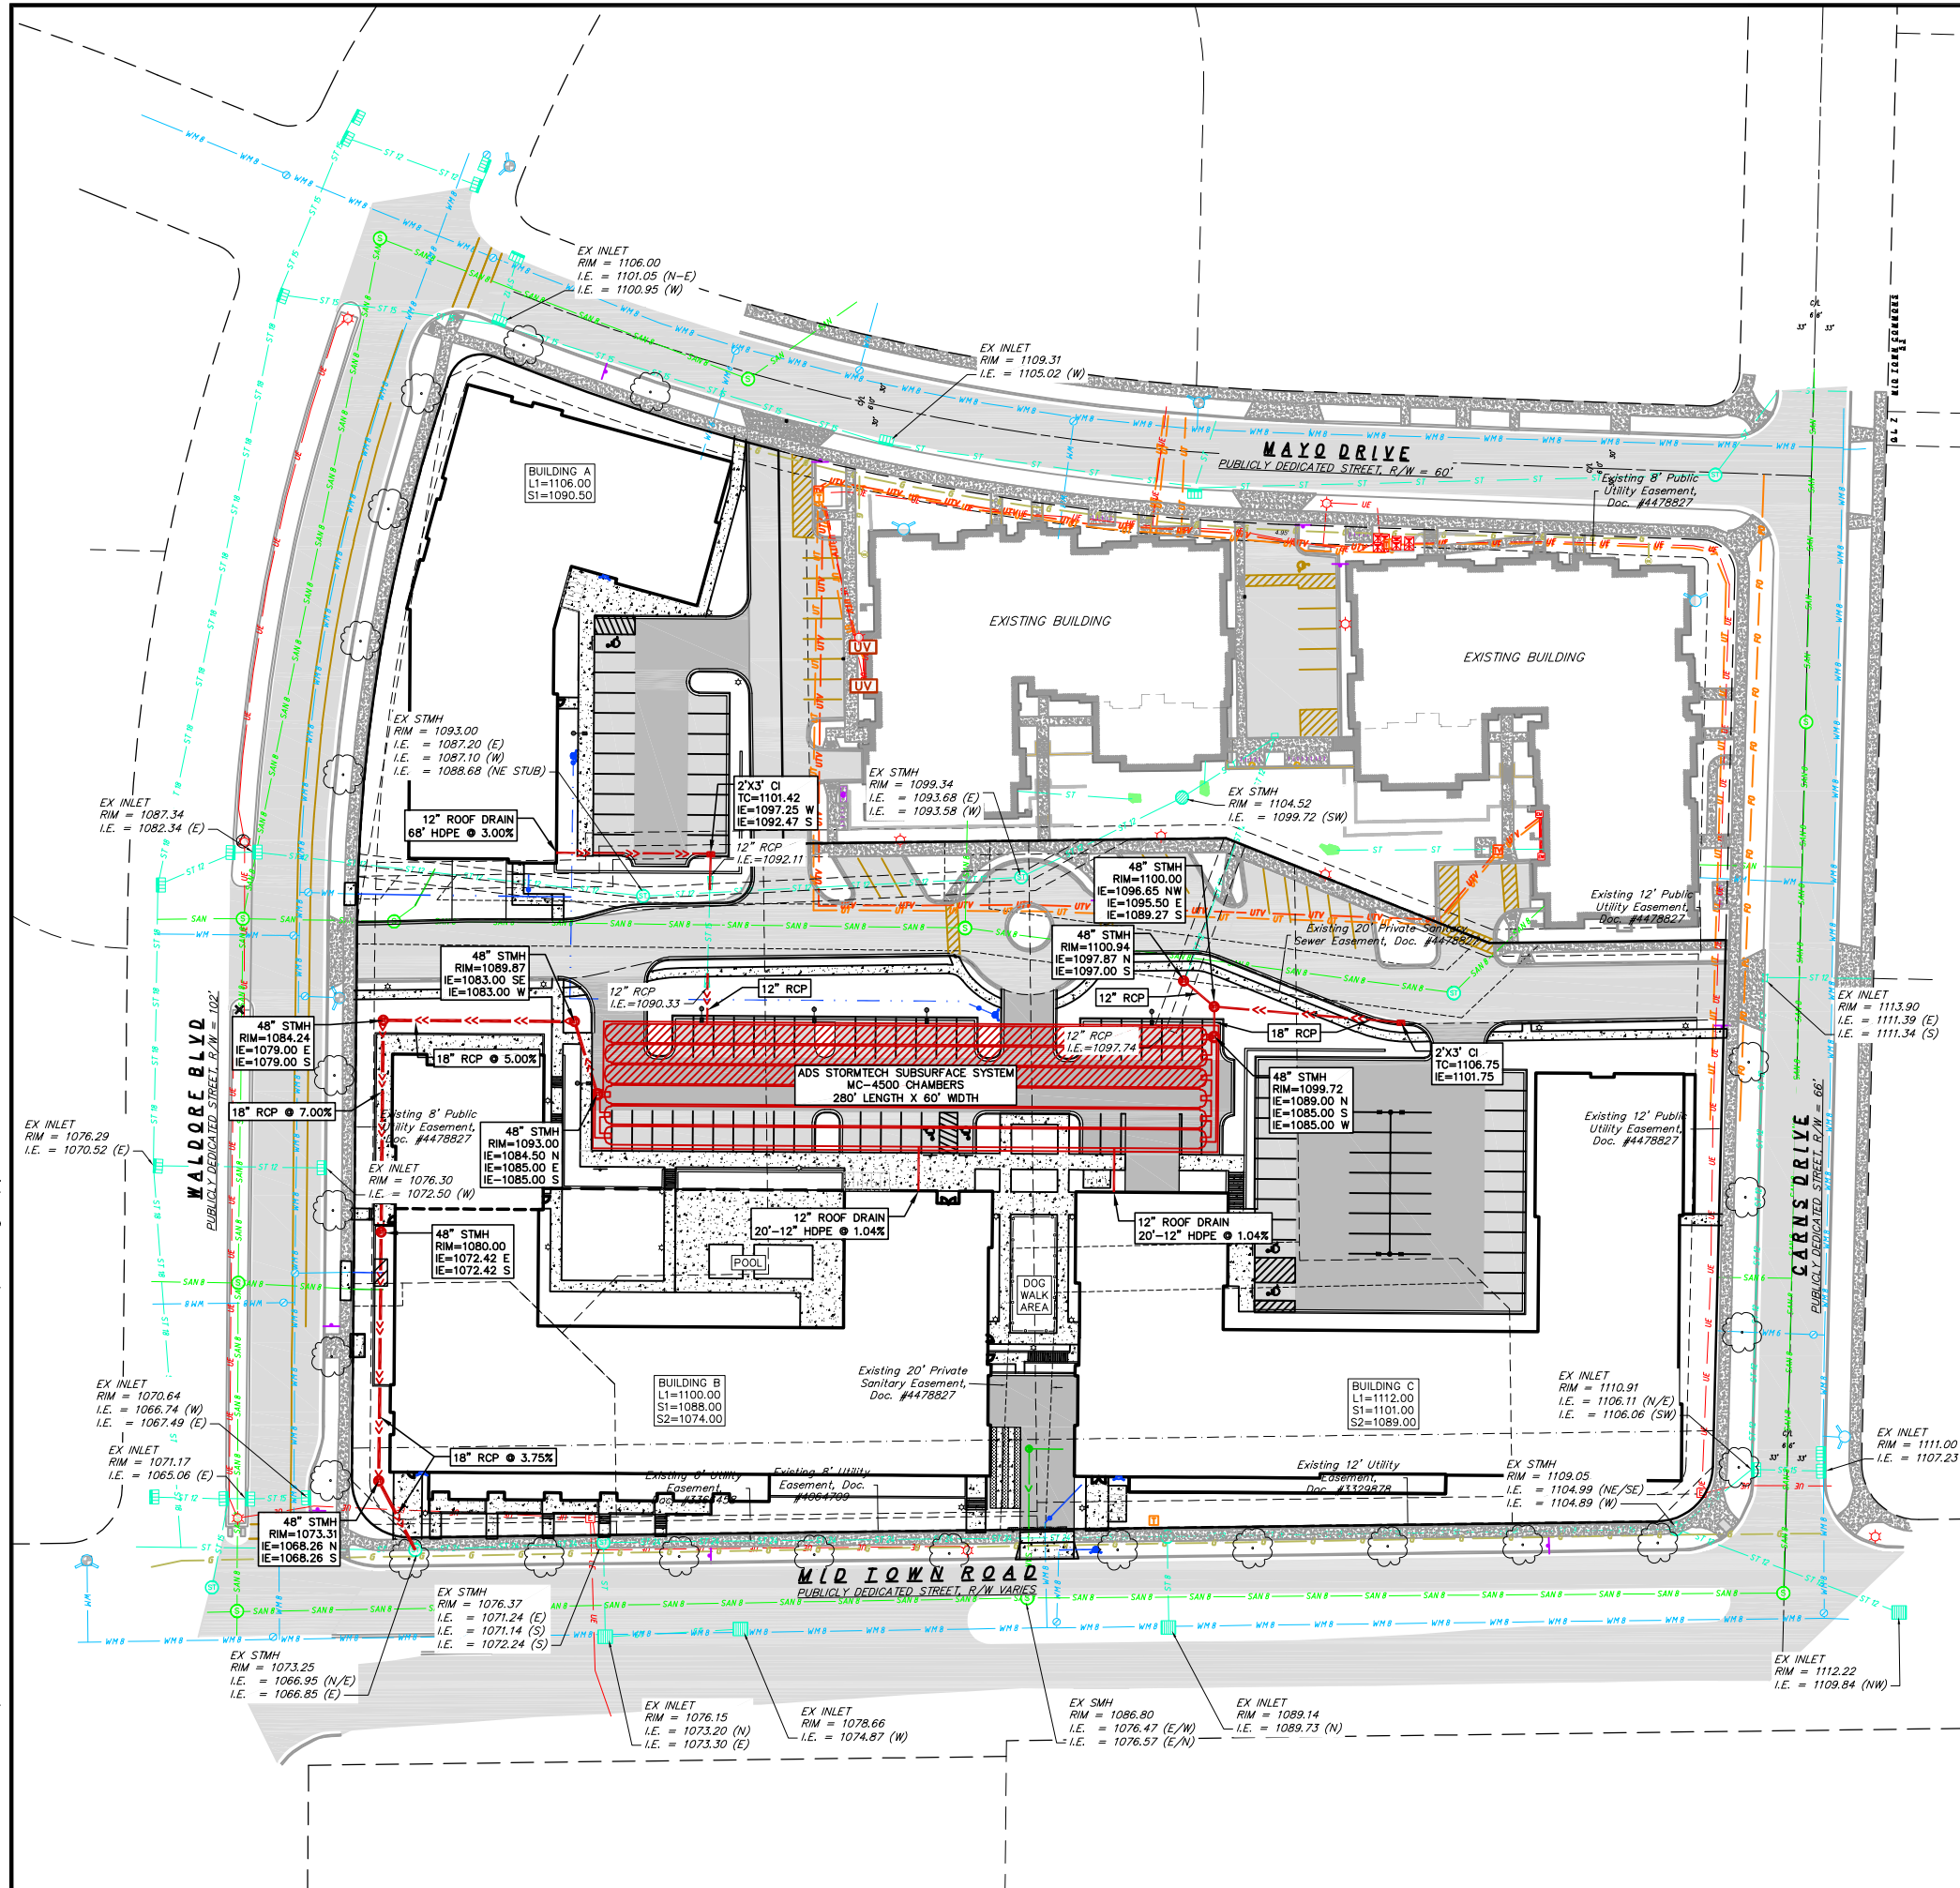 EX INLET
RIM = 1106.00
I.E. = 1101.05 (N-E)
I.E. = 1100.95 (W)
EX INLET
RIM = 1109.31
I.E. = 1105.02 (W)
MAYO DRIVE
PUBLICLY DEDICATED STREET, R/W = 60'
Existing 8' Public
Utility Easement,
Doc. #4478827
BUILDING A
L1=1106.00
S1=1090.50
EXISTING BUILDING
EXISTING BUILDING
UV
UV
EX STMH
RIM = 1093.00
I.E. = 1087.20 (E)
I.E. = 1087.10 (W)
I.E. = 1088.68 (NE STUB)
2'X3' CI
TC=1101.42
IE=1097.25 W
IE=1092.47 S
EX STMH
RIM = 1099.34
I.E. = 1093.68 (E)
I.E. = 1093.58 (W)
EX STMH
RIM = 1104.52
I.E. = 1099.72 (SW)
EX INLET
RIM = 1087.34
I.E. = 1082.34 (E)
12" ROOF DRAIN
68' HDPE @ 3.00%
12" RCP
I.E.=1092.11
48" STMH
RIM=1100.00
IE=1096.65 NW
IE=1095.50 E
IE=1089.27 S
Existing 12' Public
Utility Easement,
Doc. #4478827
Existing 20' Private Sanitary
Sewer Easement, Doc. #4478827
48" STMH
RIM=1100.94
IE=1097.87 N
IE=1097.00 S
48" STMH
RIM=1089.87
IE=1083.00 SE
IE=1083.00 W
12" RCP
I.E.=1090.33
12" RCP
12" RCP
EX INLET
RIM = 1113.90
I.E. = 1111.39 (E)
I.E. = 1111.34 (S)
WALDORE BLVD
PUBLICLY DEDICATED STREET, R/W = 102'
48" STMH
RIM=1084.24
IE=1079.00 E
IE=1079.00 S
18" RCP @ 5.00%
12" RCP
I.E.=1097.74
18" RCP
2'X3' CI
TC=1106.75
IE=1101.75
ADS STORMTECH SUBSURFACE SYSTEM
MC-4500 CHAMBERS
280' LENGTH X 60' WIDTH
48" STMH
RIM=1099.72
IE=1089.00 N
IE=1085.00 S
IE=1085.00 W
18" RCP @ 7.00%
Existing 8' Public
Utility Easement,
Doc. #4478827
Existing 12' Public
Utility Easement,
Doc. #4478827
EX INLET
RIM = 1076.29
I.E. = 1070.52 (E)
48" STMH
RIM=1093.00
IE=1084.50 N
IE=1085.00 E
IE-1085.00 S
EX INLET
RIM = 1076.30
I.E. = 1072.50 (W)
CARNS DRIVE
PUBLICLY DEDICATED STREET, R/W = 66'
48" STMH
RIM=1080.00
IE=1072.42 E
IE=1072.42 S
12" ROOF DRAIN
20'-12" HDPE @ 1.04%
12" ROOF DRAIN
20'-12" HDPE @ 1.04%
POOL
DOG
WALK
AREA
BUILDING B
L1=1100.00
S1=1088.00
S2=1074.00
Existing 20' Private
Sanitary Easement,
Doc. #4478827
BUILDING C
L1=1112.00
S1=1101.00
S2=1089.00
EX INLET
RIM = 1110.91
I.E. = 1106.11 (N/E)
I.E. = 1106.06 (SW)
EX INLET
RIM = 1070.64
I.E. = 1066.74 (W)
I.E. = 1067.49 (E)
EX INLET
RIM = 1071.17
I.E. = 1065.06 (E)
18" RCP @ 3.75%
EX INLET
RIM = 1111.00
I.E. = 1107.23
EX STMH
RIM = 1109.05
I.E. = 1104.99 (NE/SE)
I.E. = 1104.89 (W)
Existing 6' Utility
Easement,
Existing 8' Utility
Easement, Doc.
Existing 12' Utility
Easement,
Doc. #3329878
48" STMH
RIM=1073.31
IE=1068.26 N
IE=1068.26 S
MID TOWN ROAD
PUBLICLY DEDICATED STREET, R/W VARIES
EX STMH
RIM = 1076.37
I.E. = 1071.24 (E)
I.E. = 1071.14 (S)
I.E. = 1072.24 (S)
EX STMH
RIM = 1073.25
I.E. = 1066.95 (N/E)
I.E. = 1066.85 (E)
EX INLET
RIM = 1076.15
I.E. = 1073.20 (N)
I.E. = 1073.30 (E)
EX INLET
RIM = 1078.66
I.E. = 1074.87 (W)
EX SMH
RIM = 1086.80
I.E. = 1076.47 (E/W)
I.E. = 1076.57 (E/N)
EX INLET
RIM = 1089.14
I.E. = 1089.73 (N)
EX INLET
RIM = 1112.22
I.E. = 1109.84 (NW)